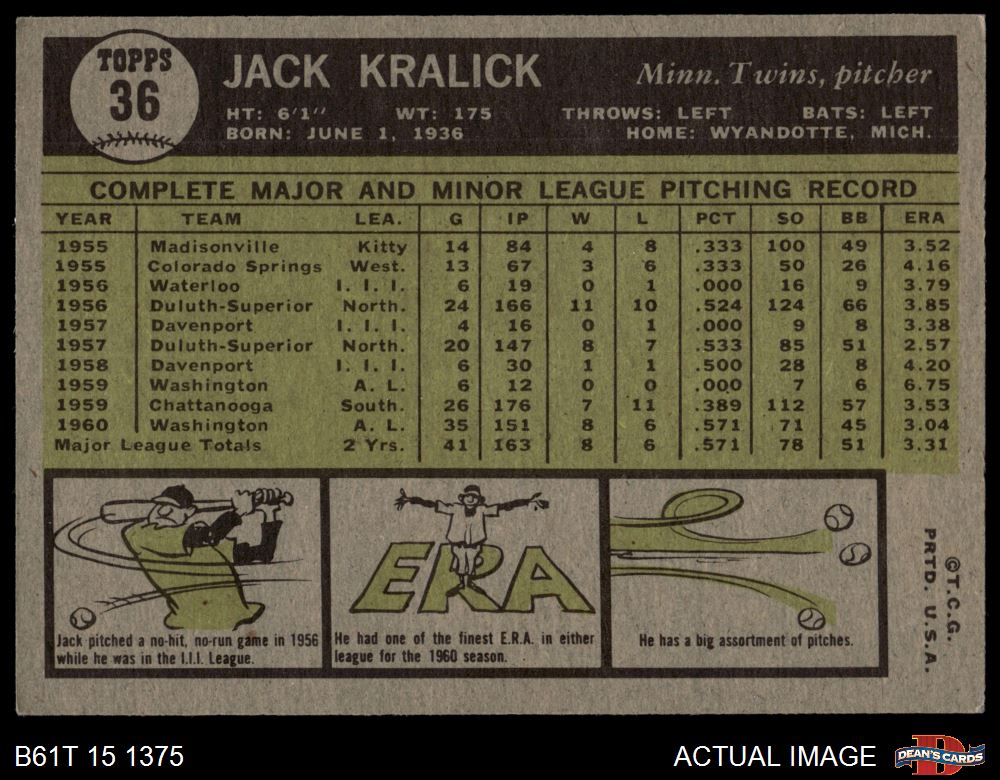 TOPPS
36
JACK KRALICK
Minn. Twins, pitcher
HT: 6'1" WT: 175 THROWS: LEFT BATS: LEFT
BORN: JUNE 1, 1936 HOME: WYANDOTTE, MICH.
COMPLETE MAJOR AND MINOR LEAGUE PITCHING RECORD
YEAR TEAM LEA. G IP W L PCT SO BB ERA
1955 Madisonville Kitty 14 84 4 8 .333 100 49 3.52
1955 Colorado Springs West. 13 67 3 6 .333 50 26 4.16
1956 Waterloo I. I. I. 6 19 0 1 .000 16 9 3.79
1956 Duluth-Superior North. 24 166 11 10 .524 124 66 3.85
1957 Davenport I. I. I. 4 16 0 1 .000 9 8 3.38
1957 Duluth-Superior North. 20 147 8 7 .533 85 51 2.57
1958 Davenport I. I. I. 6 30 1 1 .500 28 8 4.20
1959 Washington A. L. 6 12 0 0 .000 7 6 6.75
1959 Chattanooga South. 26 176 7 11 .389 112 57 3.53
1960 Washington A. L. 35 151 8 6 .571 71 45 3.04
Major League Totals 2 Yrs. 41 163 8 6 .571 78 51 3.31
ERA
Jack pitched a no-hit, no-run game in 1956
while he was in the I.I.I. League.
He had one of the finest E.R.A. in either
league for the 1960 season.
He has a big assortment of pitches.
©T.C.G.
PRTD. U.S.A.
B61T 15 1375
ACTUAL IMAGE
DEAN'S CARDS